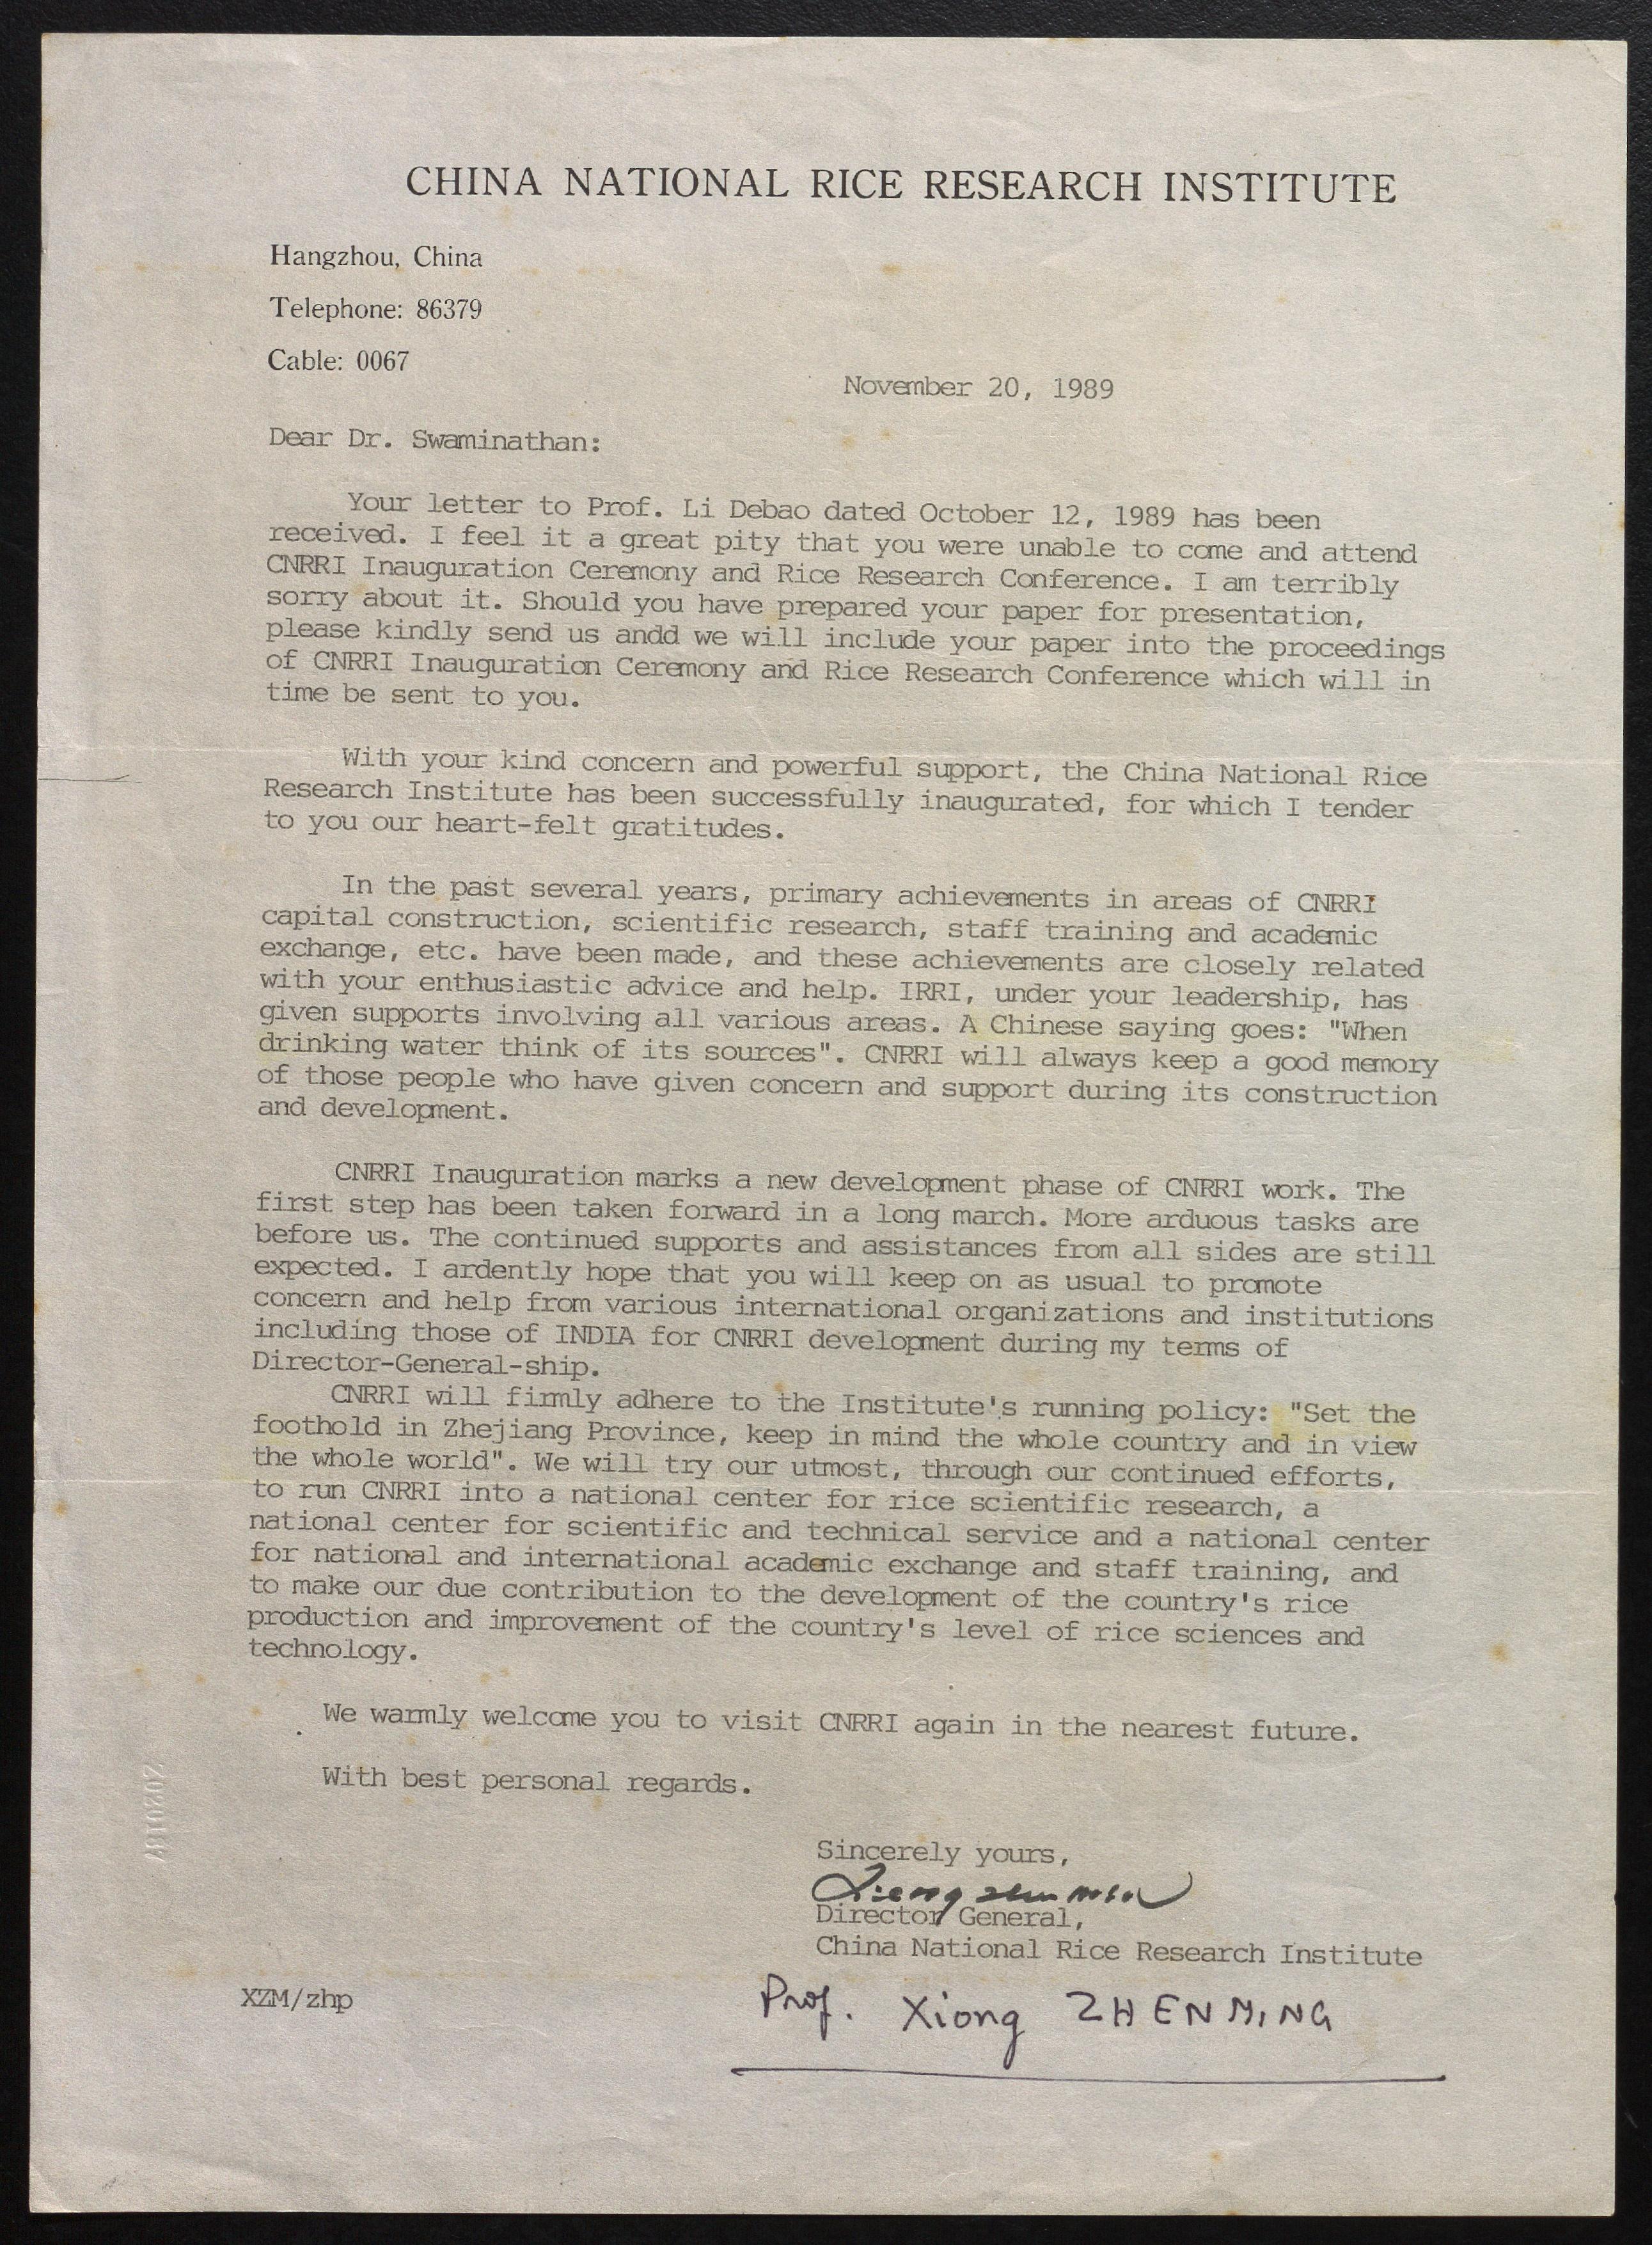 CHINA NATIONAL RICE RESEARCH INSTITUTE
Hangzhou, China
Telephone: 86379
Cable: 0067
November 20, 1989
Dear Dr. Swaminathan:
Your letter to Prof. Li Debao dated October 12, 1989 has been
received. I feel it a great pity that you were unable to come and attend
CNRRI Inauguration Ceremony and Rice Research Conference. I am terribly
sorry about it. Should you have prepared your paper for presentation,
please kindly send us andd we will include your paper into the proceedings
of CNRRI Inauguration Ceremony and Rice Research Conference which will in
time be sent to you.
With your kind concern and powerful support, the China National Rice
Research Institute has been successfully inaugurated, for which I tender
to you our heart-felt gratitudes.
In the past several years, primary achievements in areas of CNRRI
capital construction, scientific research, staff training and academic
exchange, etc. have been made, and these achievements are closely related
with your enthusiastic advice and help. IRRI, under your leadership, has
given supports involving all various areas. A Chinese saying goes: "When
drinking water think of its sources". CNRRI will always keep a good memory
of those people who have given concern and support during its construction
and development.
CNRRI Inauguration marks a new development phase of CNRRI work. The
first step has been taken forward in a long march. More arduous tasks are
before us. The continued supports and assistances from all sides are still
expected. I ardently hope that you will keep on as usual to promote
concern and help from various international organizations and institutions
including those of INDIA for CNRRI development during my terms of
Director-General-ship.
CNRRI will firmly adhere to the Institute's running policy: "Set the
foothold in Zhejiang Province, keep in mind the whole country and in view
the whole world". We will try our utmost, through our continued efforts,
to run CNRRI into a national center for rice scientific research, a
national center for scientific and technical service and a national center
for national and international academic exchange and staff training, and
to make our due contribution to the development of the country's rice
production and improvement of the country's level of rice sciences and
technology.
We warmly welcome you to visit CNRRI again in the nearest future.
With best personal regards.
Sincerely yours,
Director General,
China National Rice Research Institute
XZM/zhp
Prof. Xiong ZHENMING